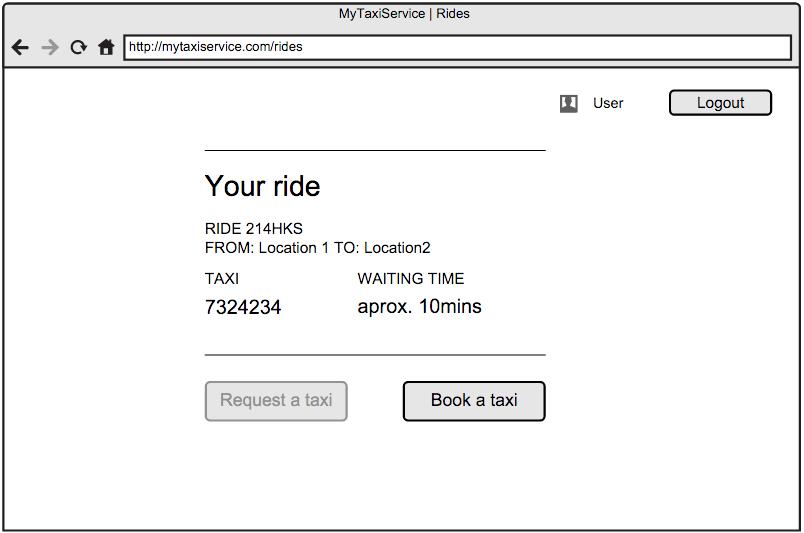 MyTaxiService | Rides
http://mytaxiservice.com/rides
User
Logout
Your ride
RIDE 214HKS
FROM: Location 1 TO: Location2
TAXI
WAITING TIME
7324234
aprox. 10mins
Request a taxi
Book a taxi